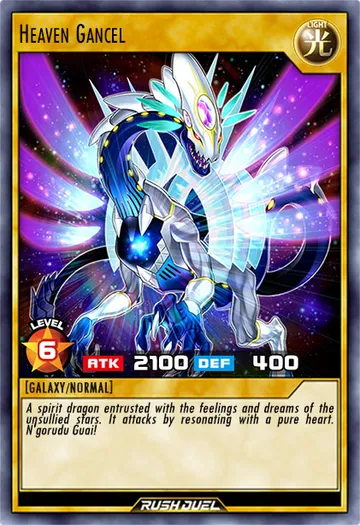 HEAVEN GANCEL
LIGHT
光
LEVEL
6
ATK 2100 DEF 400
[GALAXY/NORMAL]
A spirit dragon entrusted with the feelings and dreams of the
unsullied stars. It attacks by resonating with a pure heart.
N'gorudu Guai!
RUSH DUEL